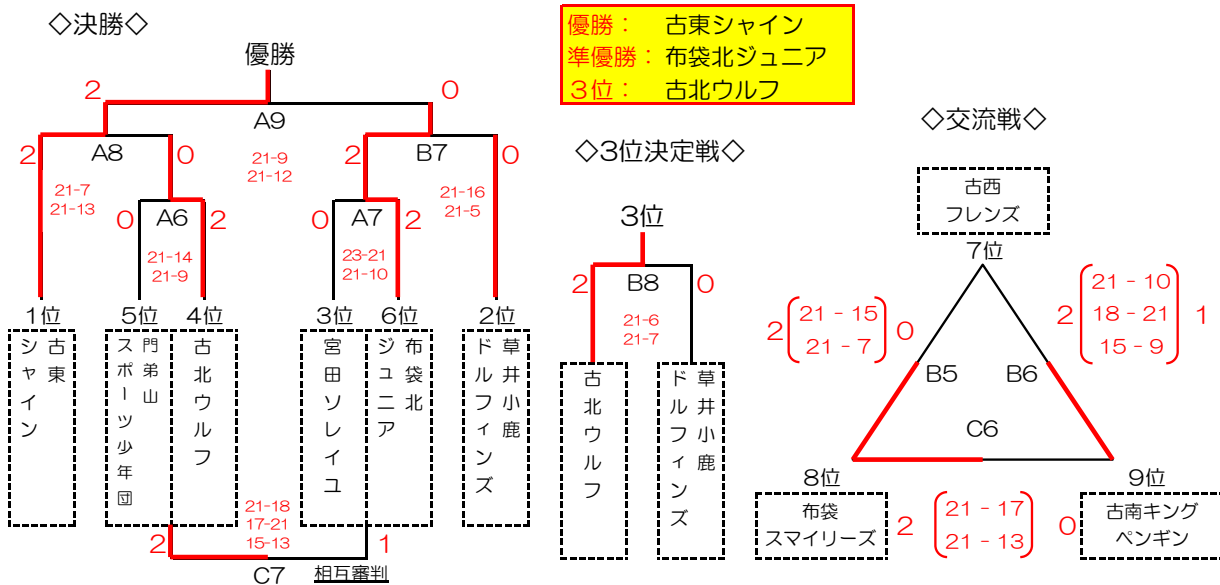 ◇決勝◇
優勝
2
0
A9
21-9
21-12
2
A8
0
21-7
21-13
2
B7
0
21-16
21-5
0
A6
2
21-14
21-9
0
A7
2
23-21
21-10
1位
5位
4位
3位
6位
2位
古東
シャイン
門弟山
スポーツ少年団
古北ウルフ
宮田ソレイユ
布袋北
ジュニア
草井小鹿
ドルフィンズ
21-18
17-21
15-13
2
1
C7
相互審判
優勝： 古東シャイン
準優勝： 布袋北ジュニア
3位： 古北ウルフ
◇3位決定戦◇
3位
2
B8
0
21-6
21-7
古北ウルフ
草井小鹿
ドルフィンズ
◇交流戦◇
古西
フレンズ
7位
2
21 - 15
21 - 7
0
2
21 - 10
18 - 21
15 - 9
1
B5
B6
C6
8位
布袋
スマイリーズ
2
21 - 17
21 - 13
0
9位
古南キング
ペンギン